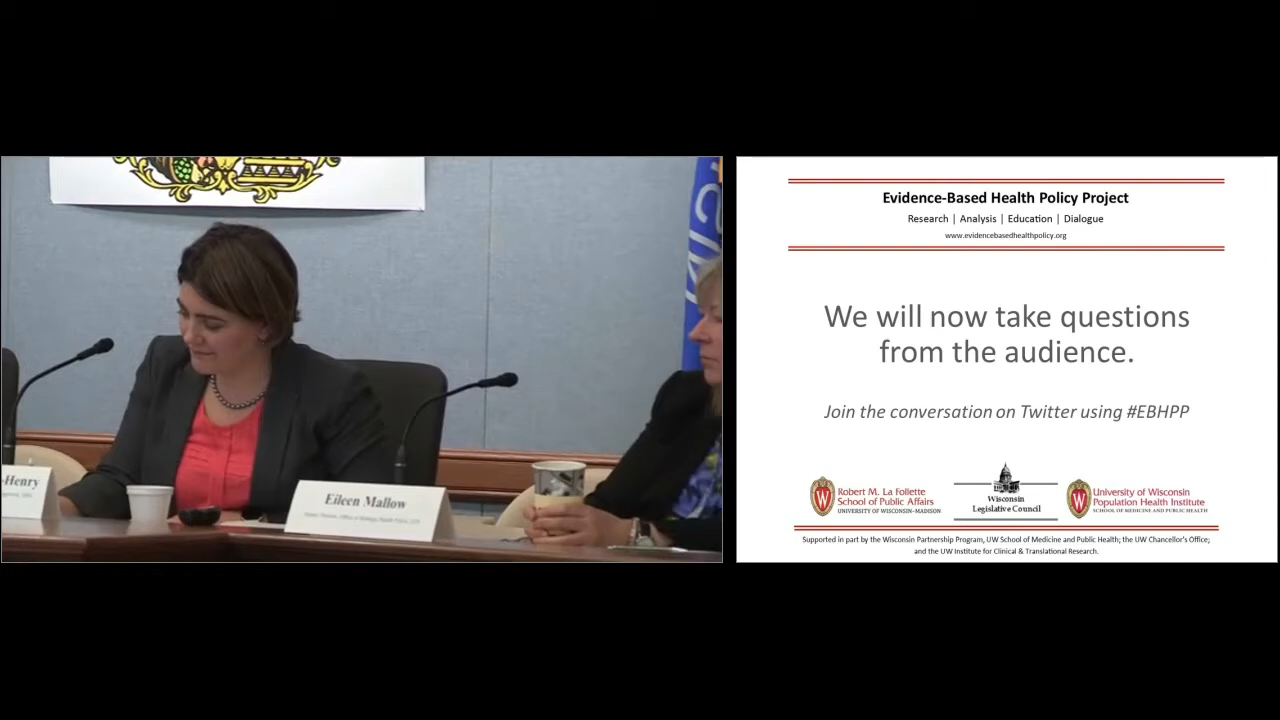 -Henry
Eileen Mallow
Evidence-Based Health Policy Project
Research | Analysis | Education | Dialogue
www.evidencebasedhealthpolicy.org
We will now take questions
from the audience.
Join the conversation on Twitter using #EBHPP
Robert M. La Follette
School of Public Affairs
UNIVERSITY OF WISCONSIN-MADISON
Wisconsin
Legislative Council
University of Wisconsin
Population Health Institute
SCHOOL OF MEDICINE AND PUBLIC HEALTH
Supported in part by the Wisconsin Partnership Program, UW School of Medicine and Public Health; the UW Chancellor's Office;
and the UW Institute for Clinical & Translational Research.